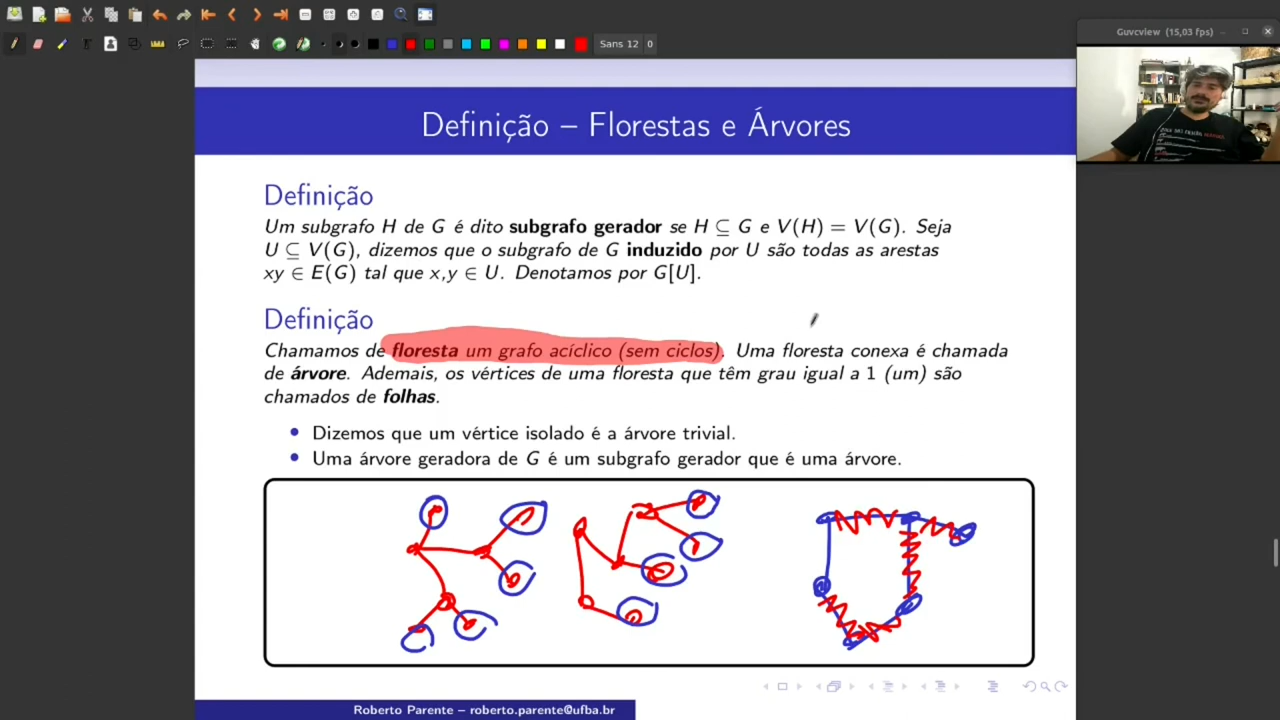 Sans 12 0
Guvcview (15,03 fps)
Definição – Florestas e Árvores
Definição
Um subgrafo H de G é dito subgrafo gerador se H ⊆ G e V(H) = V(G). Seja
U ⊆ V(G), dizemos que o subgrafo de G induzido por U são todas as arestas
xy ∈ E(G) tal que x,y ∈ U. Denotamos por G[U].
Definição
Chamamos de floresta um grafo acíclico (sem ciclos). Uma floresta conexa é chamada
de árvore. Ademais, os vértices de uma floresta que têm grau igual a 1 (um) são
chamados de folhas.
• Dizemos que um vértice isolado é a árvore trivial.
• Uma árvore geradora de G é um subgrafo gerador que é uma árvore.
Roberto Parente – roberto.parente@ufba.br